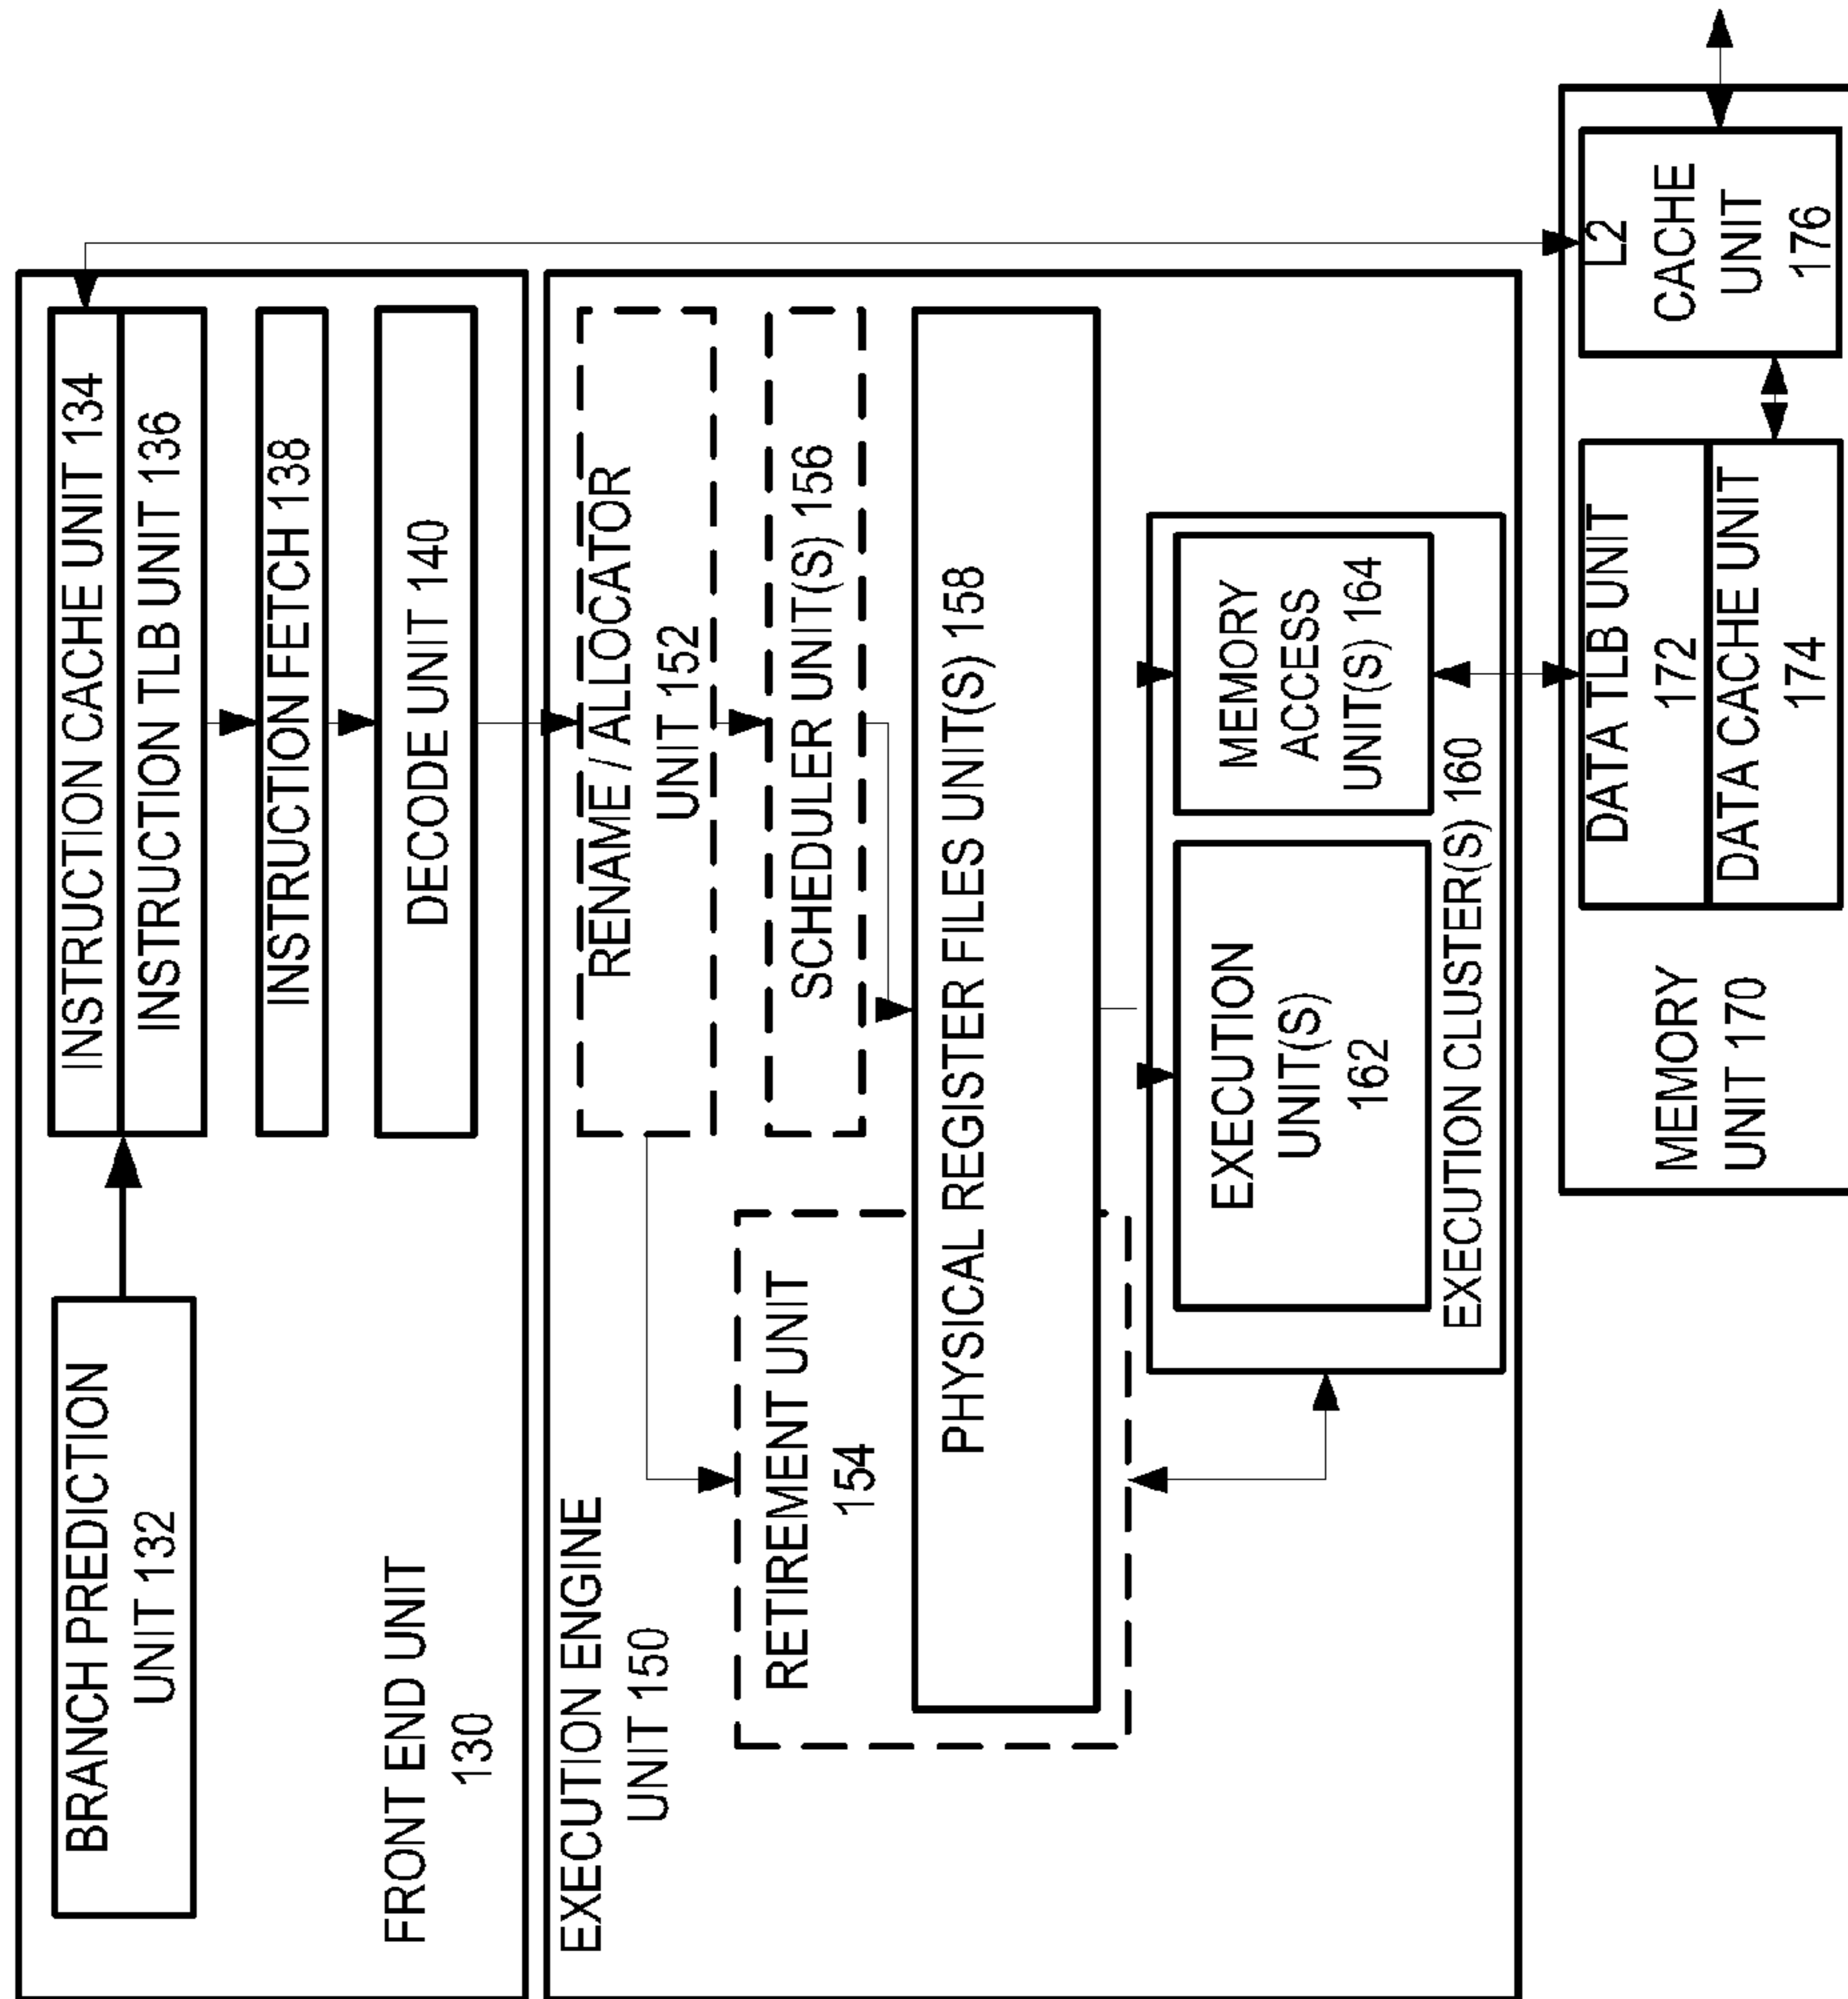 BRANCH PREDICTION
UNIT 132
INSTRUCTION CACHE UNIT 134
INSTRUCTION TLB UNIT 136
INSTRUCTION FETCH 138
DECODE UNIT 140
FRONT END UNIT
130
EXECUTION ENGINE
UNIT 150
RENAME / ALLOCATOR
UNIT 152
RETIREMENT UNIT
154
SCHEDULER UNIT(S) 156
PHYSICAL REGISTER FILES UNIT(S) 158
EXECUTION
UNIT(S)
162
MEMORY
ACCESS
UNIT(S) 164
EXECUTION CLUSTER(S) 160
MEMORY
UNIT 170
DATA TLB UNIT
172
DATA CACHE UNIT
174
L2
CACHE
UNIT
176